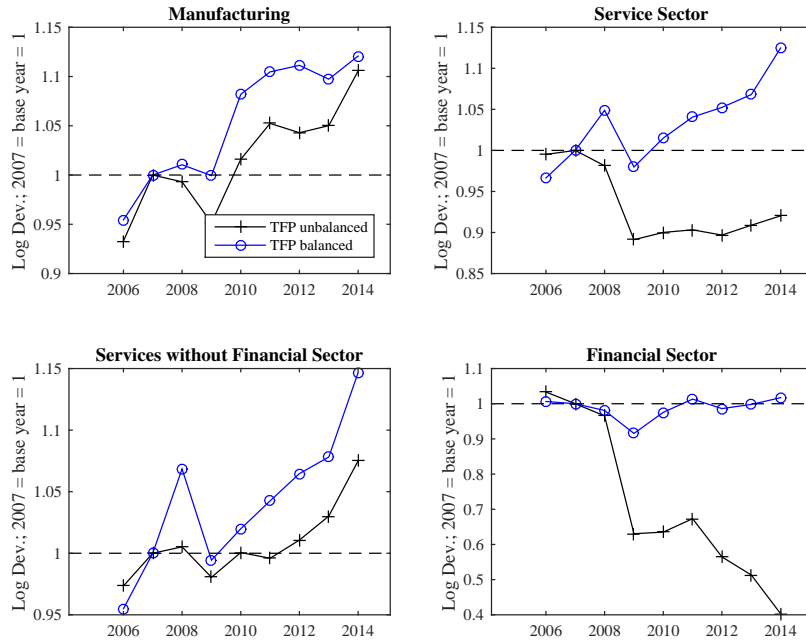 Manufacturing
Log Dev.; 2007 = base year = 1
1.15
1.1
1.05
1
0.95
0.9
2006 2008 2010 2012 2014
TFP unbalanced
TFP balanced
Service Sector
Log Dev.; 2007 = base year = 1
1.15
1.1
1.05
1
0.95
0.9
0.85
2006 2008 2010 2012 2014
Services without Financial Sector
Log Dev.; 2007 = base year = 1
1.15
1.1
1.05
1
0.95
2006 2008 2010 2012 2014
Financial Sector
Log Dev.; 2007 = base year = 1
1.1
1
0.9
0.8
0.7
0.6
0.5
0.4
2006 2008 2010 2012 2014